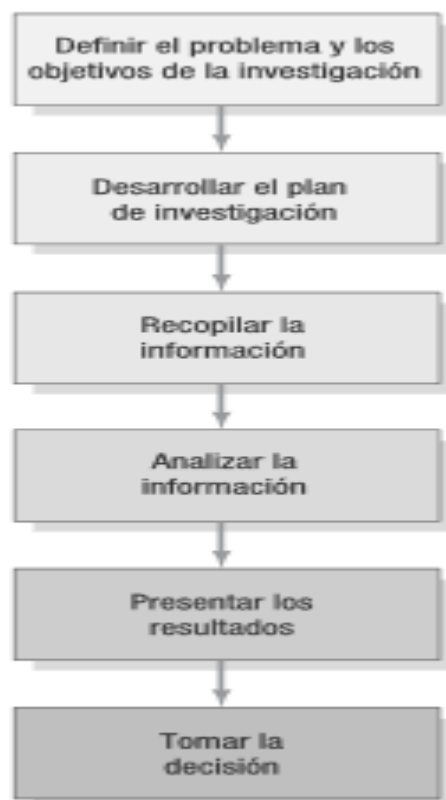 Definir el problema y los
objetivos de la investigación
Desarrollar el plan
de investigación
Recopilar la
información
Analizar la
información
Presentar los
resultados
Tomar la
decisión